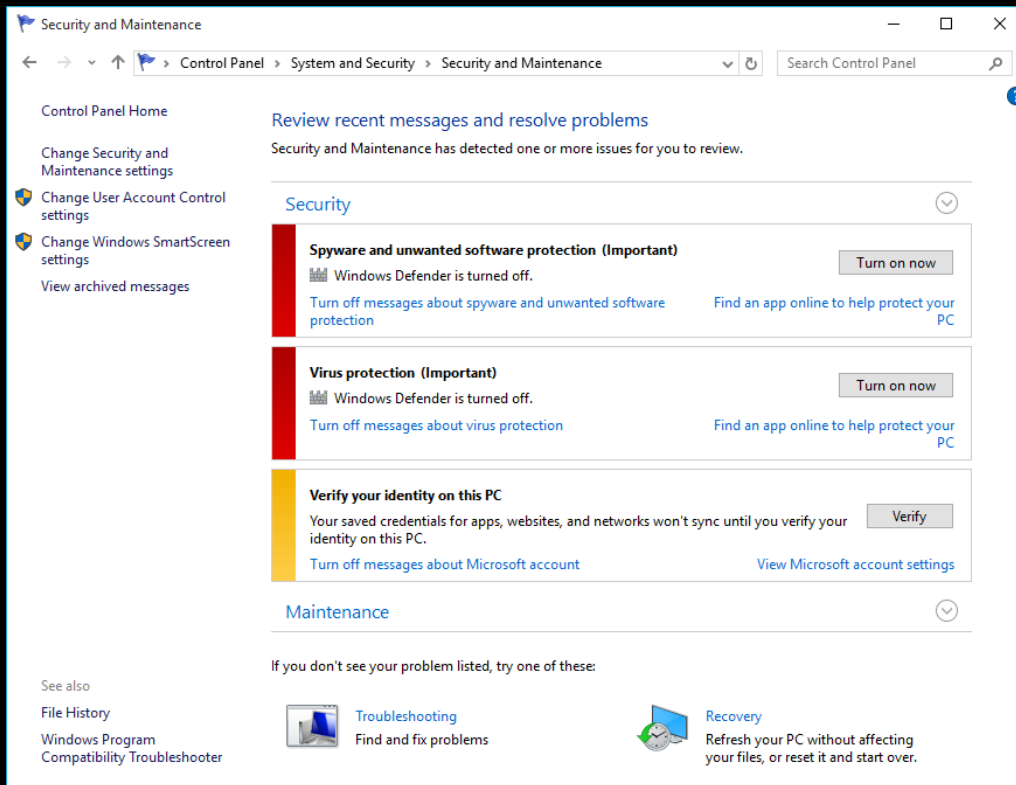 Security and Maintenance
Control Panel > System and Security > Security and Maintenance
Search Control Panel
Control Panel Home
Change Security and
Maintenance settings
Change User Account Control
settings
Change Windows SmartScreen
settings
View archived messages
Review recent messages and resolve problems
Security and Maintenance has detected one or more issues for you to review.
Security
Spyware and unwanted software protection (Important)
Turn on now
Windows Defender is turned off.
Turn off messages about spyware and unwanted software
protection
Find an app online to help protect your
PC
Virus protection (Important)
Turn on now
Windows Defender is turned off.
Turn off messages about virus protection
Find an app online to help protect your
PC
Verify your identity on this PC
Your saved credentials for apps, websites, and networks won't sync until you verify your
identity on this PC.
Verify
Turn off messages about Microsoft account
View Microsoft account settings
Maintenance
If you don't see your problem listed, try one of these:
Troubleshooting
Find and fix problems
Recovery
Refresh your PC without affecting
your files, or reset it and start over.
See also
File History
Windows Program
Compatibility Troubleshooter